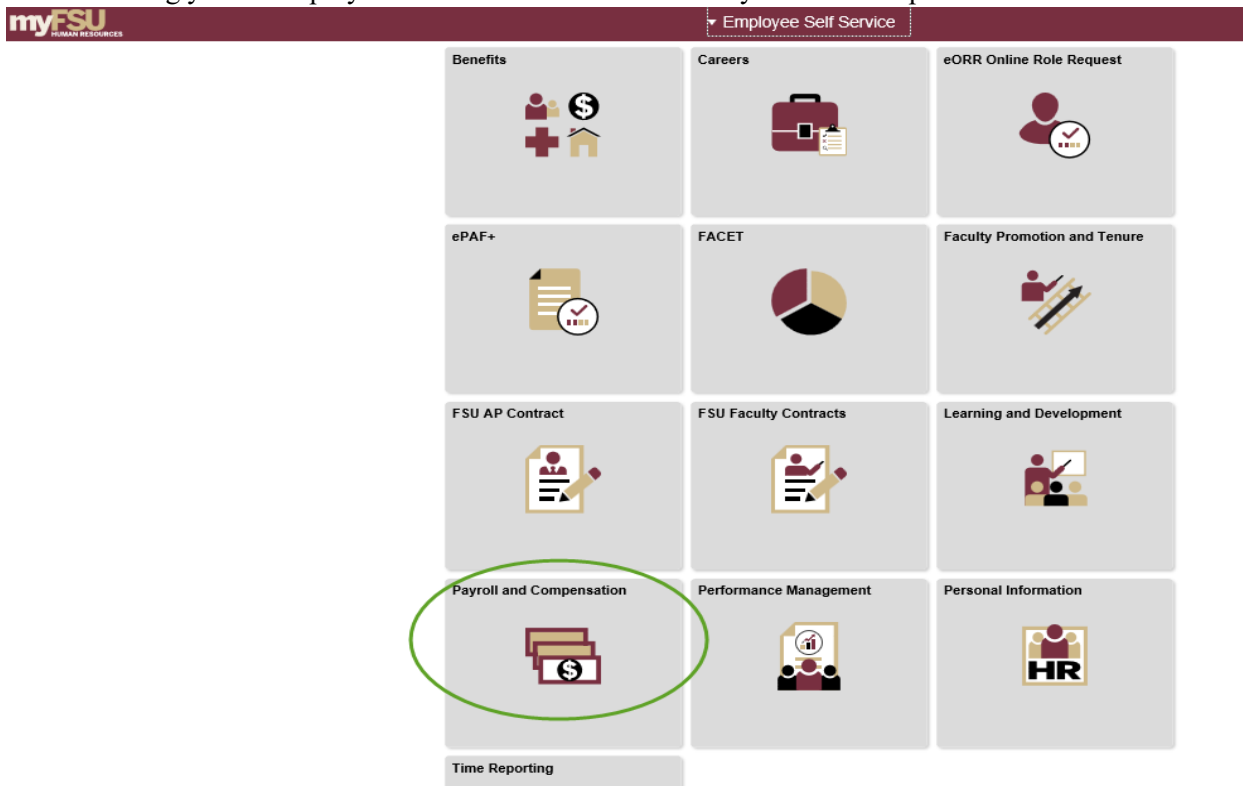 myFSU
HUMAN RESOURCES
Employee Self Service
Benefits
Careers
eORR Online Role Request
ePAF+
FACET
Faculty Promotion and Tenure
FSU AP Contract
FSU Faculty Contracts
Learning and Development
Payroll and Compensation
Performance Management
Personal Information
HR
Time Reporting